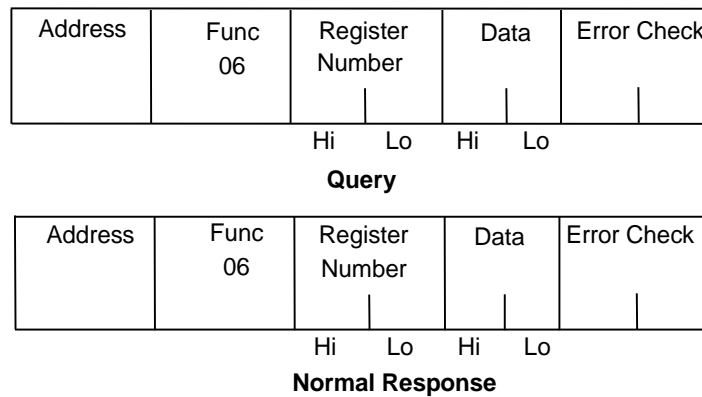 Address Func Register Data Error Check
06 Number
Hi Lo Hi Lo
Query
Address Func Register Data Error Check
06 Number
Hi Lo Hi Lo
Normal Response